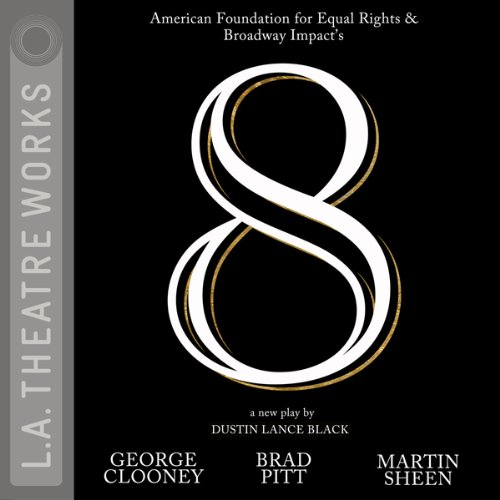 L.A. THEATRE WORKS
American Foundation for Equal Rights &
Broadway Impact's
8
a new play by
DUSTIN LANCE BLACK
GEORGE
CLOONEY
BRAD
PITT
MARTIN
SHEEN